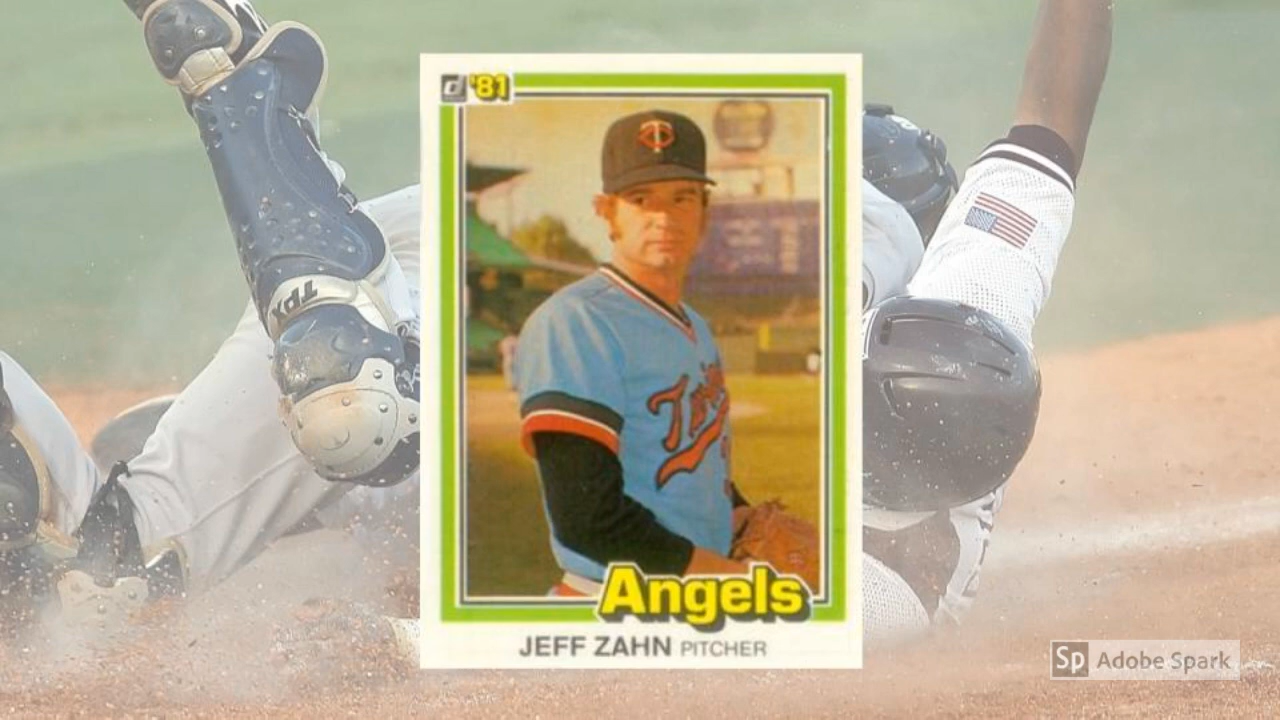 '81
Twins
Angels
JEFF ZAHN PITCHER
TPX
Sp Adobe Spark